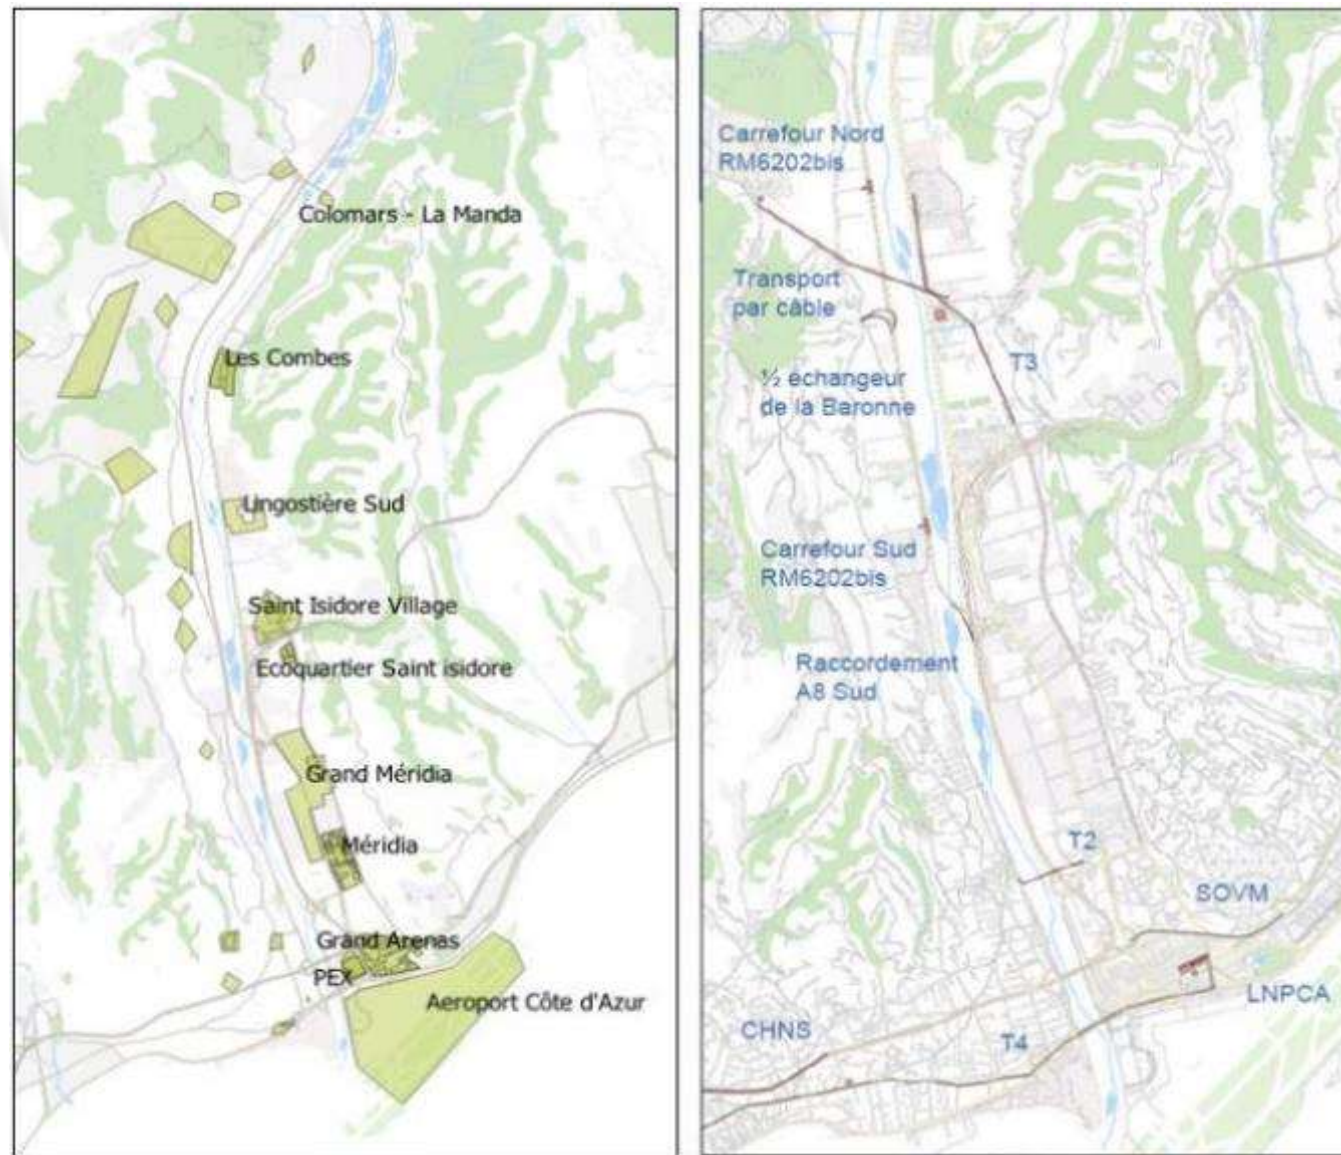 Colomars - La Manda
Les Combes
Lingostière Sud
Saint Isidore Village
Ecoquartier Saint isidore
Grand Méridia
Méridia
Grand Arenas
PEX
Aeroport Côte d'Azur
Carrefour Nord
RM6202bis
Transport
par câble
T3
½ échangeur
de la Baronne
Carrefour Sud
RM6202bis
Raccordement
A8 Sud
T2
SOVM
LNPCA
CHNS
T4